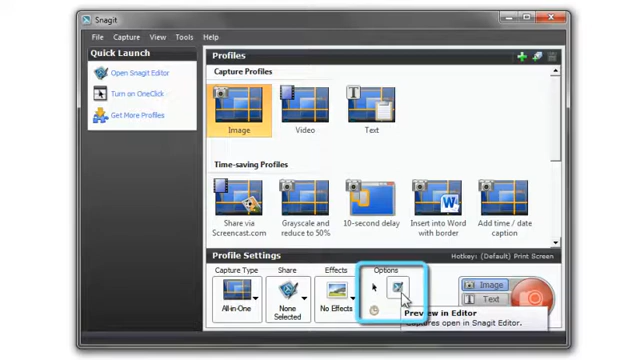 Snagit
File Capture View Tools Help
Quick Launch
Open Snagit Editor
Turn on OneClick
Get More Profiles
Profiles
Capture Profiles
Image Video Text
Time-saving Profiles
Share via Screencast.com
Grayscale and reduce to 50%
10-second delay
Insert into Word with border
Add time / date caption
Profile Settings
Hotkey: (Default) Print Screen
Capture Type Share Effects Options
All-in-One
None Selected
No Effects
Image
Text
Preview in Editor
Captures open in Snagit Editor.